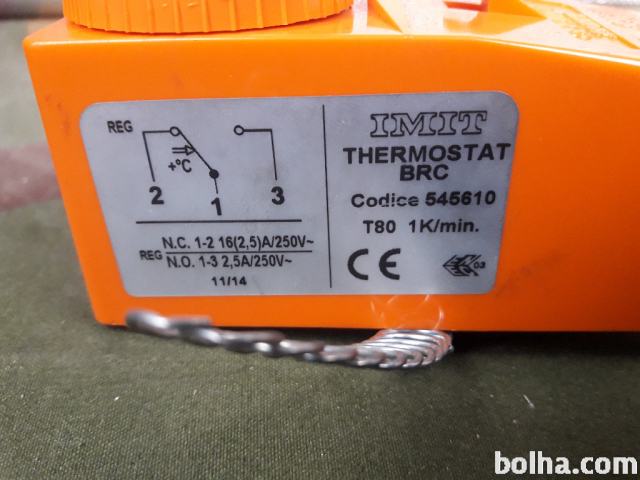 REG
+°C
2 1 3
REG N.C. 1-2 16(2,5)A/250V~
N.O. 1-3 2,5A/250V~
11/14
IMIT
THERMOSTAT
BRC
Codice 545610
T80 1K/min.
CE
03
bolha.com